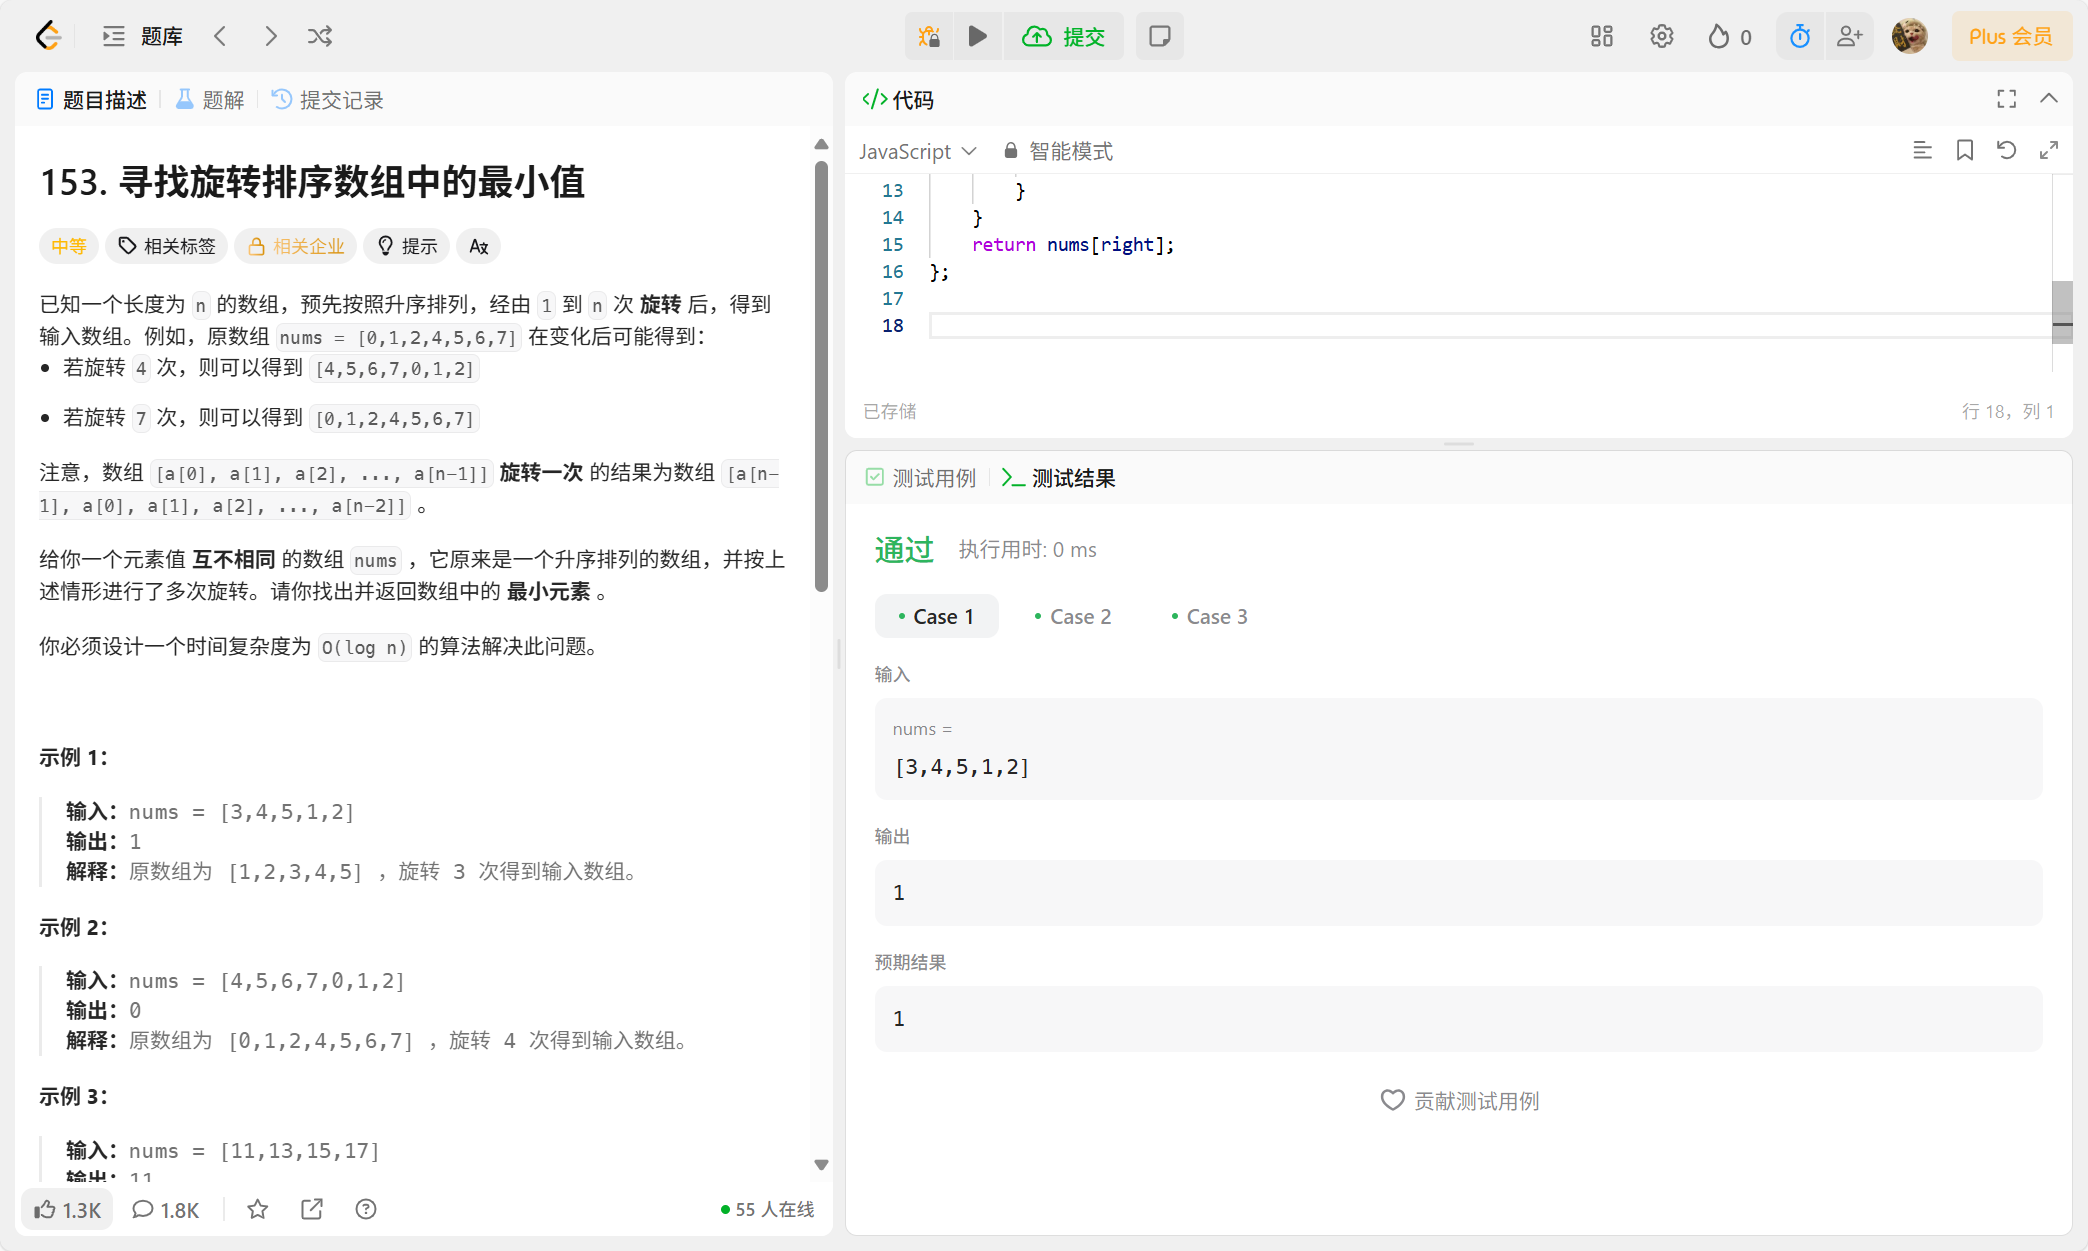 题库
提交
0
Plus 会员
题目描述
题解
提交记录
153. 寻找旋转排序数组中的最小值
中等
相关标签
相关企业
提示
已知一个长度为 n 的数组，预先按照升序排列，经由 1 到 n 次 旋转 后，得到
输入数组。例如，原数组 nums = [0,1,2,4,5,6,7] 在变化后可能得到：
若旋转 4 次，则可以得到 [4,5,6,7,0,1,2]
若旋转 7 次，则可以得到 [0,1,2,4,5,6,7]
注意，数组 [a[0], a[1], a[2], ..., a[n-1]] 旋转一次 的结果为数组 [a[n-
1], a[0], a[1], a[2], ..., a[n-2]] 。
给你一个元素值 互不相同 的数组 nums ，它原来是一个升序排列的数组，并按上
述情形进行了多次旋转。请你找出并返回数组中的 最小元素 。
你必须设计一个时间复杂度为 O(log n) 的算法解决此问题。
示例 1：
输入：nums = [3,4,5,1,2]
输出：1
解释：原数组为 [1,2,3,4,5] ，旋转 3 次得到输入数组。
示例 2：
输入：nums = [4,5,6,7,0,1,2]
输出：0
解释：原数组为 [0,1,2,4,5,6,7] ，旋转 4 次得到输入数组。
示例 3：
输入：nums = [11,13,15,17]
输出：11
1.3K
1.8K
55 人在线
代码
JavaScript
智能模式
13 }
14 }
15 return nums[right];
16 };
17
18
已存储
行 18，列 1
测试用例
测试结果
通过
执行用时: 0 ms
Case 1
Case 2
Case 3
输入
nums =
[3,4,5,1,2]
输出
1
预期结果
1
贡献测试用例